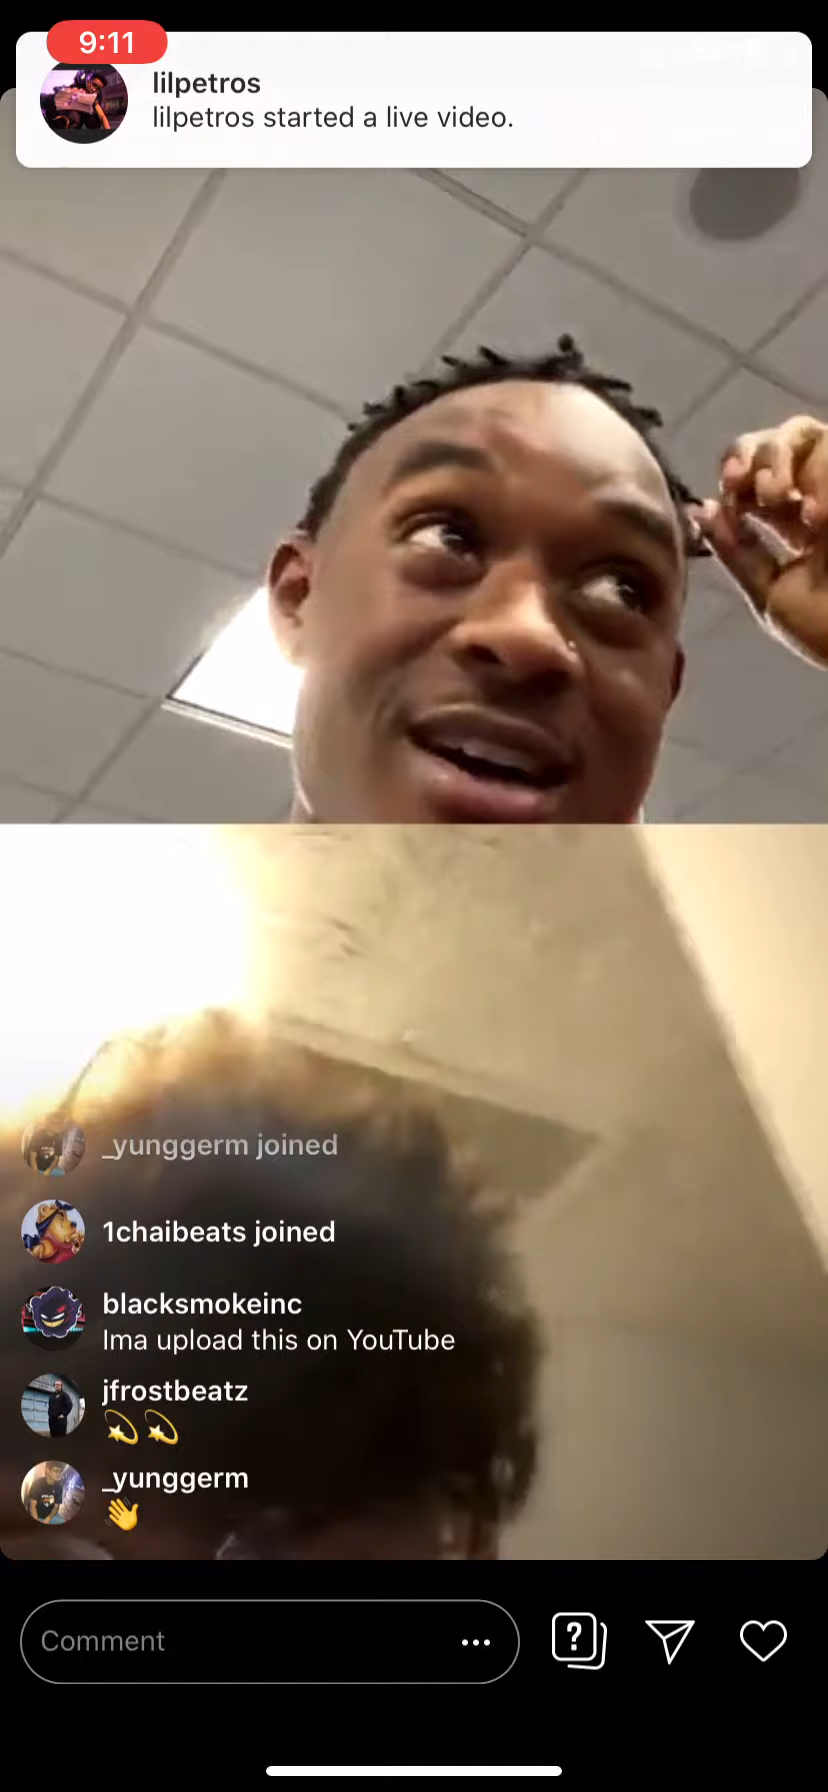 9:11
lilpetros
lilpetros started a live video.
_yunggerm joined
1chaibeats joined
blacksmokeinc
Ima upload this on YouTube
jfrostbeatz
💫💫
_yunggerm
👋
Comment